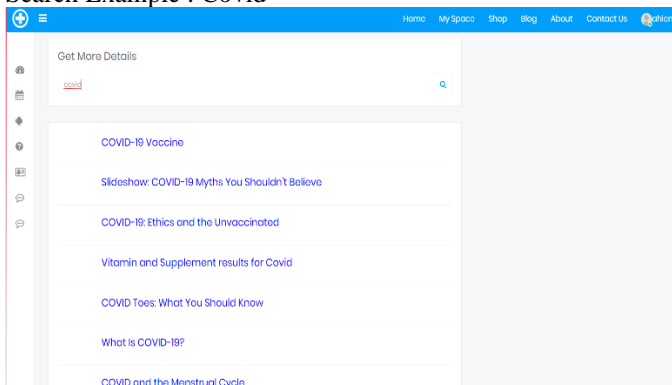 Search Example : Covid
Home My Space Shop Blog About Contact Us ahlem
Get More Details
covid
COVID-19 Vaccine
Slideshow: COVID-19 Myths You Shouldn't Believe
COVID-19: Ethics and the Unvaccinated
Vitamin and Supplement results for Covid
COVID Toes: What You Should Know
What Is COVID-19?
COVID and the Menstrual Cycle